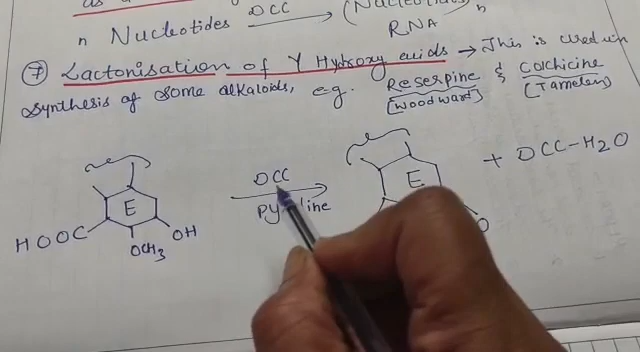 n Nucleotides DCC
RNA n
⑦ Lactonisation of γ Hydroxy acids → This is used in
synthesis of some alkaloids, e.g. Reserpine & Colchicine
(Woodward) (Tamelen)
DCC
+ DCC-H2O
E
E
HOOC
OH
OCH3